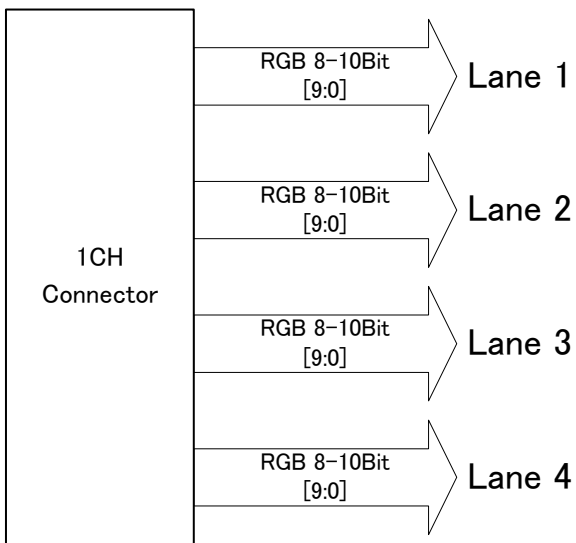 RGB 8-10Bit
[9:0]
Lane 1
RGB 8-10Bit
[9:0]
Lane 2
1CH
Connector
RGB 8-10Bit
[9:0]
Lane 3
RGB 8-10Bit
[9:0]
Lane 4